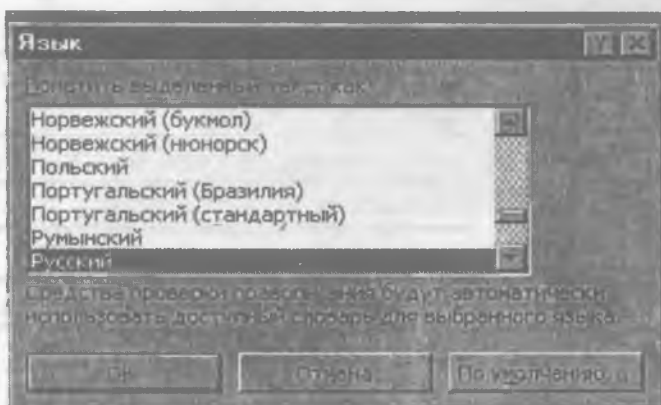 Язык
Пометить выделенный текст как:
Норвежский (букмол)
Норвежский (нюнорск)
Польский
Португальский (Бразилия)
Португальский (стандартный)
Румынский
Русский
Средства проверки правописания будут автоматически
использовать доступный словарь для выбранного языка.
ОК
Отмена
По умолчанию...